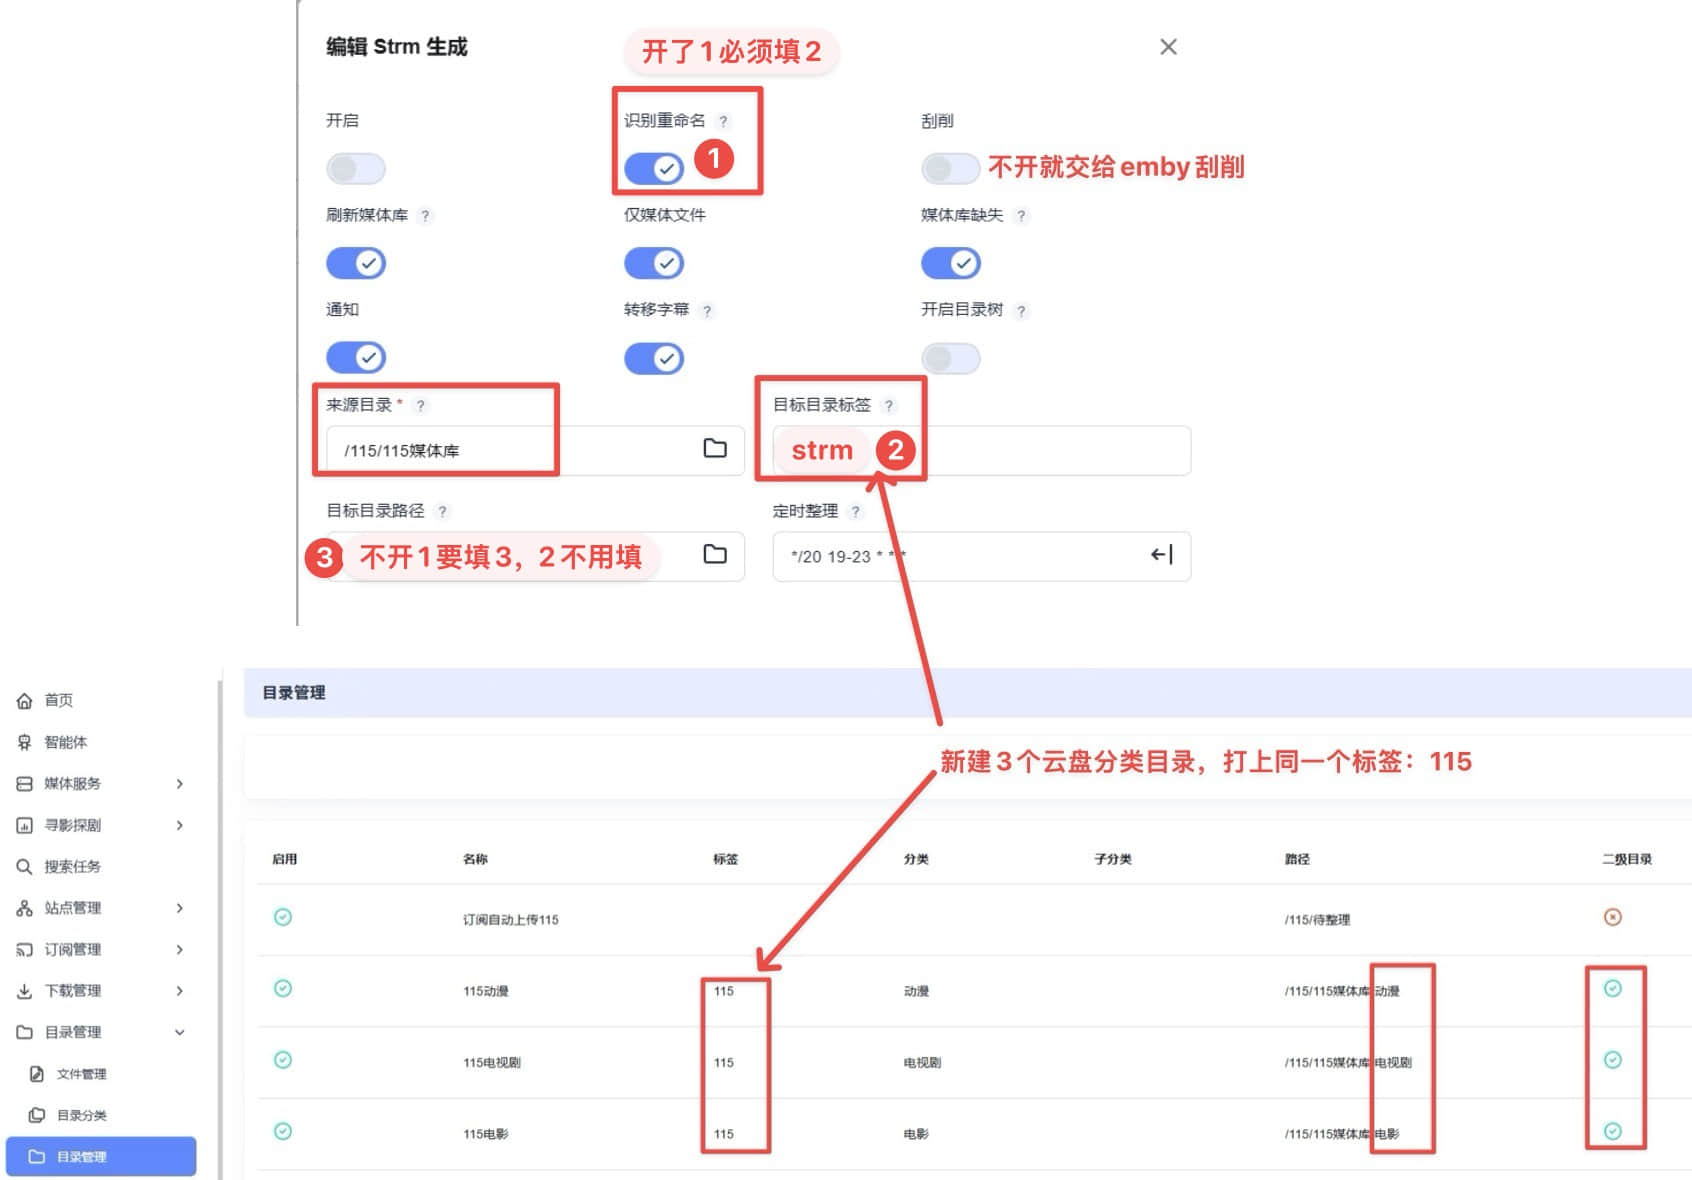 编辑 Strm 生成
开了1必须填2
开启
识别重命名 ?
刮削
1
不开就交给emby刮削
刷新媒体库 ?
仅媒体文件
媒体库缺失 ?
通知
转移字幕 ?
开启目录树 ?
来源目录 * ?
目标目录标签 ?
/115/115媒体库
strm 2
目标目录路径 ?
定时整理 ?
3 不开1要填3，2不用填
*/20 19-23 * * *
首页
智能体
媒体服务
寻影探剧
搜索任务
站点管理
订阅管理
下载管理
目录管理
文件管理
目录分类
目录管理
目录管理
新建3个云盘分类目录，打上同一个标签：115
启用 名称 标签 分类 子分类 路径 二级目录
订阅自动上传115 /115/待整理
115动漫 115 动漫 /115/115媒体库/动漫
115电视剧 115 电视剧 /115/115媒体库/电视剧
115电影 115 电影 /115/115媒体库/电影